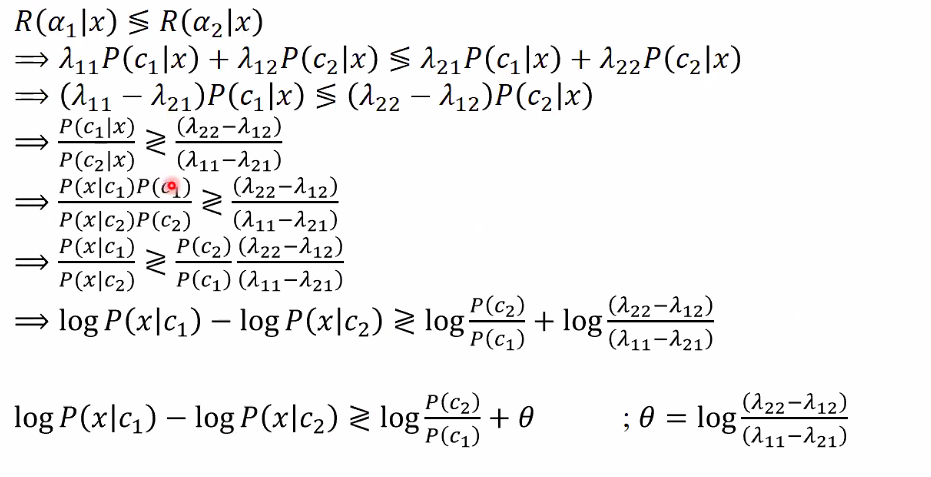 R(α₁|x) ≶ R(α₂|x)
⟹ λ₁₁P(c₁|x) + λ₁₂P(c₂|x) ≶ λ₂₁P(c₁|x) + λ₂₂P(c₂|x)
⟹ (λ₁₁ − λ₂₁)P(c₁|x) ≶ (λ₂₂ − λ₁₂)P(c₂|x)
⟹ P(c₁|x)/P(c₂|x) ≷ (λ₂₂−λ₁₂)/(λ₁₁−λ₂₁)
⟹ P(x|c₁)P(c₁)/P(x|c₂)P(c₂) ≷ (λ₂₂−λ₁₂)/(λ₁₁−λ₂₁)
⟹ P(x|c₁)/P(x|c₂) ≷ P(c₂)/P(c₁) (λ₂₂−λ₁₂)/(λ₁₁−λ₂₁)
⟹ log P(x|c₁) − log P(x|c₂) ≷ log P(c₂)/P(c₁) + log (λ₂₂−λ₁₂)/(λ₁₁−λ₂₁)
log P(x|c₁) − log P(x|c₂) ≷ log P(c₂)/P(c₁) + θ ; θ = log (λ₂₂−λ₁₂)/(λ₁₁−λ₂₁)